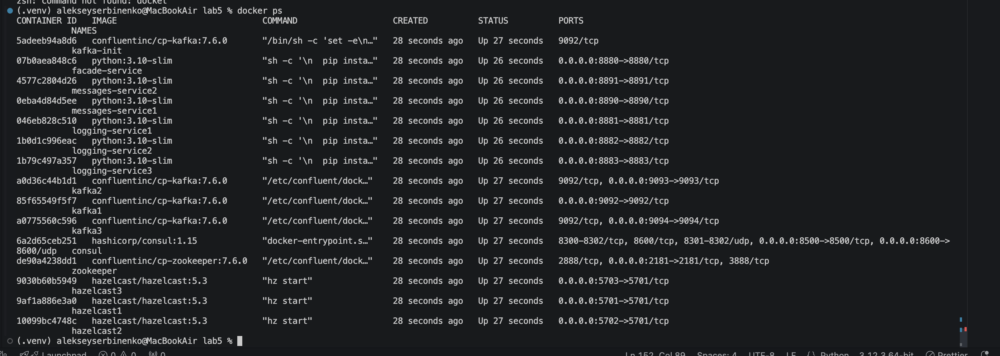 zsh: command not found: docket
(.venv) alekseyserbinenko@MacBookAir lab5 % docker ps
CONTAINER ID   IMAGE                             COMMAND                   CREATED          STATUS          PORTS
           NAMES
5adeeb94a8d6   confluentinc/cp-kafka:7.6.0       "/bin/sh -c 'set -e\n…"   28 seconds ago   Up 27 seconds   9092/tcp
           kafka-init
07b0aea848c6   python:3.10-slim                  "sh -c '\n  pip insta…"   28 seconds ago   Up 26 seconds   0.0.0.0:8880->8880/tcp
           facade-service
4577c2804d26   python:3.10-slim                  "sh -c '\n  pip insta…"   28 seconds ago   Up 26 seconds   0.0.0.0:8891->8891/tcp
           messages-service2
0eba4d84d5ee   python:3.10-slim                  "sh -c '\n  pip insta…"   28 seconds ago   Up 26 seconds   0.0.0.0:8890->8890/tcp
           messages-service1
046eb828c510   python:3.10-slim                  "sh -c '\n  pip insta…"   28 seconds ago   Up 26 seconds   0.0.0.0:8881->8881/tcp
           logging-service1
1b0d1c996eac   python:3.10-slim                  "sh -c '\n  pip insta…"   28 seconds ago   Up 26 seconds   0.0.0.0:8882->8882/tcp
           logging-service2
1b79c497a357   python:3.10-slim                  "sh -c '\n  pip insta…"   28 seconds ago   Up 26 seconds   0.0.0.0:8883->8883/tcp
           logging-service3
a0d36c44b1d1   confluentinc/cp-kafka:7.6.0       "/etc/confluent/dock…"    28 seconds ago   Up 27 seconds   9092/tcp, 0.0.0.0:9093->9093/tcp
           kafka2
85f65549f5f7   confluentinc/cp-kafka:7.6.0       "/etc/confluent/dock…"    28 seconds ago   Up 27 seconds   0.0.0.0:9092->9092/tcp
           kafka1
a0775560c596   confluentinc/cp-kafka:7.6.0       "/etc/confluent/dock…"    28 seconds ago   Up 27 seconds   9092/tcp, 0.0.0.0:9094->9094/tcp
           kafka3
6a2d65ceb251   hashicorp/consul:1.15             "docker-entrypoint.s…"    28 seconds ago   Up 27 seconds   8300-8302/tcp, 8600/tcp, 8301-8302/udp, 0.0.0.0:8500->8500/tcp, 0.0.0.0:8600->
8600/udp   consul
de90a4238dd1   confluentinc/cp-zookeeper:7.6.0   "/etc/confluent/dock…"    28 seconds ago   Up 27 seconds   2888/tcp, 0.0.0.0:2181->2181/tcp, 3888/tcp
           zookeeper
9030b60b5949   hazelcast/hazelcast:5.3           "hz start"                28 seconds ago   Up 27 seconds   0.0.0.0:5703->5701/tcp
           hazelcast3
9af1a886e3a0   hazelcast/hazelcast:5.3           "hz start"                28 seconds ago   Up 27 seconds   0.0.0.0:5701->5701/tcp
           hazelcast1
10099bc4748c   hazelcast/hazelcast:5.3           "hz start"                28 seconds ago   Up 27 seconds   0.0.0.0:5702->5701/tcp
           hazelcast2
(.venv) alekseyserbinenko@MacBookAir lab5 %
Launchpad 0 0 0 Ln 152, Col 89 Spaces: 4 UTF-8 LF {} Python 3.12.3 64-bit Prettier